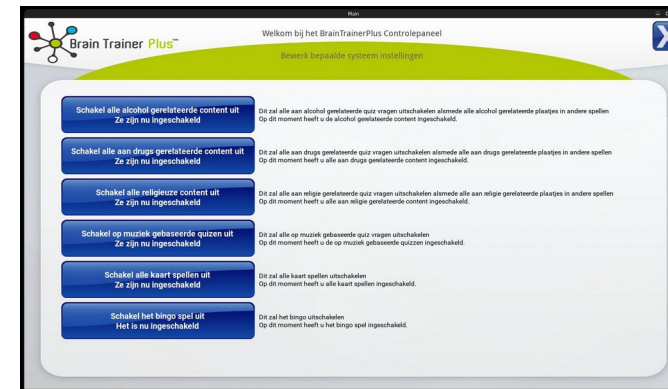 Main
Brain Trainer Plus
Welkom bij het BrainTrainerPlus Controlepaneel
Bewerk bepaalde systeem instellingen
Schakel alle alcohol gerelateerde content uit
Ze zijn nu ingeschakeld
Dit zal alle aan alcohol gerelateerde quiz vragen uitschakelen alsmede alle alcohol gerelateerde plaatjes in andere spellen
Op dit moment heeft u de alcohol gerelateerde content ingeschakeld.
Schakel alle aan drugs gerelateerde content uit
Ze zijn nu ingeschakeld
Dit zal alle aan drugs gerelateerde quiz vragen uitschakelen alsmede alle aan drugs gerelateerde plaatjes in andere spellen
Op dit moment heeft u alle aan drugs gerelateerde content ingeschakeld.
Schakel alle religieuze content uit
Ze zijn nu ingeschakeld
Dit zal alle aan religie gerelateerde quiz vragen uitschakelen alsmede alle aan religie gerelateerde plaatjes in andere spellen
Op dit moment heeft u alle aan religie gerelateerde content ingeschakeld.
Schakel op muziek gebaseerde quizen uit
Ze zijn nu ingeschakeld
Dit zal alle op muziek gebaseerde quiz vragen uitschakelen
Op dit moment heeft u de op muziek gebaseerde quizzen ingeschakeld.
Schakel alle kaart spellen uit
Ze zijn nu ingeschakeld
Dit zal alle kaart spellen uitschakelen
Op dit moment heeft u alle kaart spellen ingeschakeld.
Schakel het bingo spel uit
Het is nu ingeschakeld
Dit zal het bingo uitschakelen
Op dit moment heeft u het bingo spel ingeschakeld.